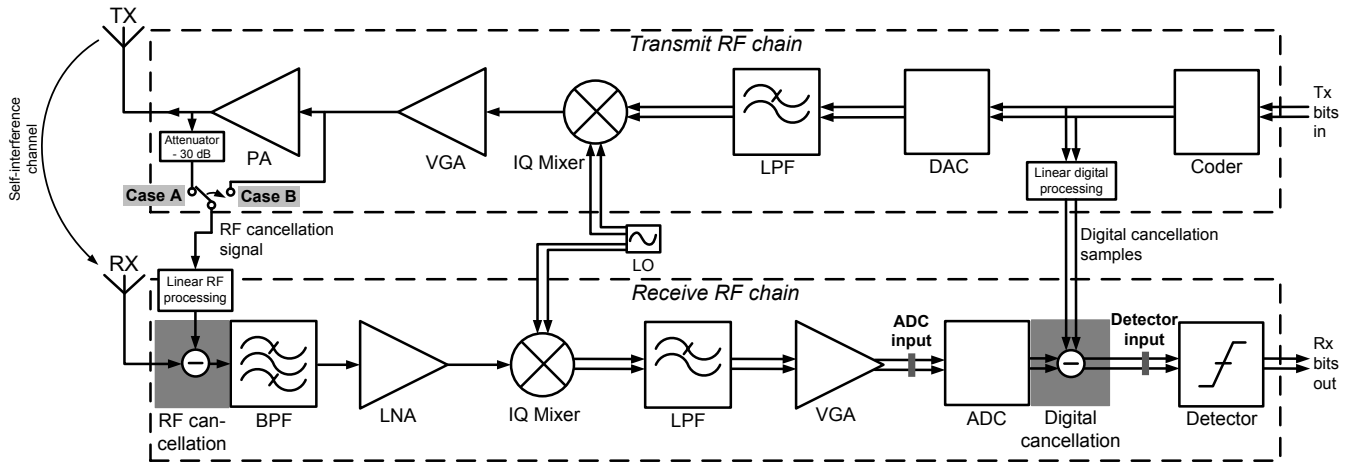 TX
Transmit RF chain
Self-interference
channel
Attenuator
- 30 dB
PA
VGA
IQ Mixer
LPF
DAC
Coder
Tx
bits
in
Case A
Case B
Linear digital
processing
RF cancellation
signal
LO
Digital cancellation
samples
RX
Linear RF
processing
Receive RF chain
ADC
input
Detector
input
Rx
bits
out
RF can-
cellation
BPF
LNA
IQ Mixer
LPF
VGA
ADC
Digital
cancellation
Detector